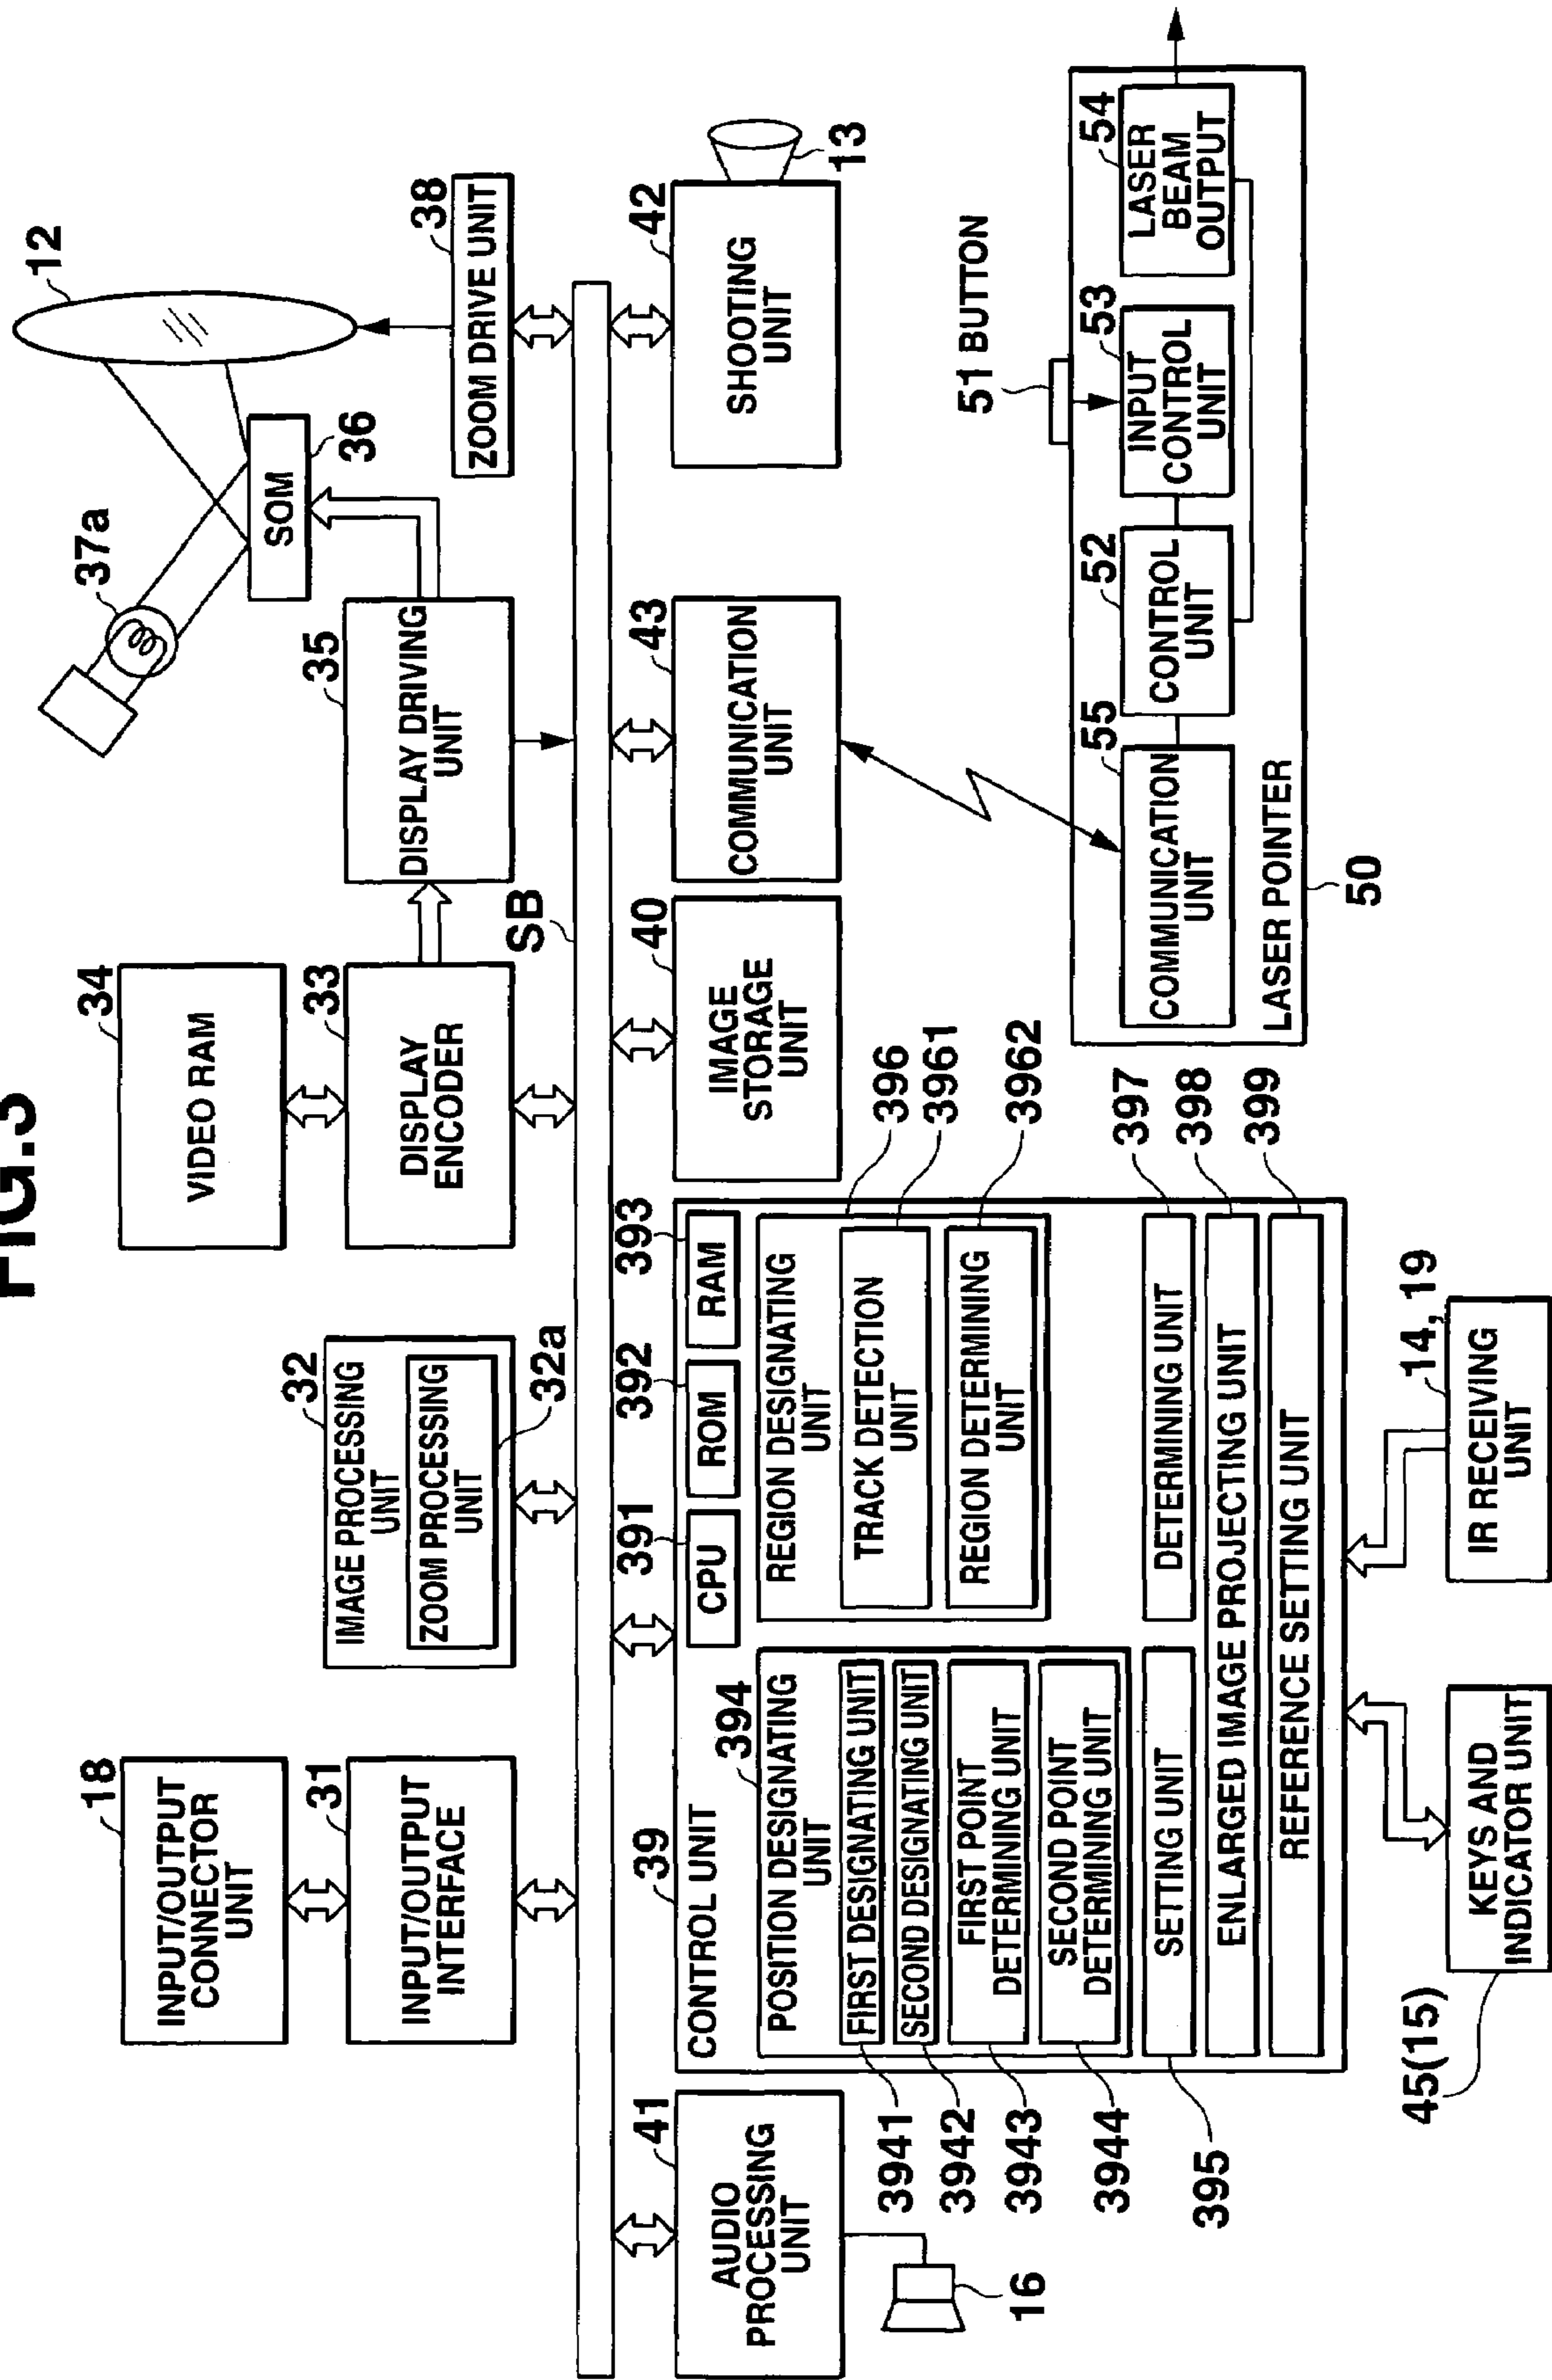 FIG.3
18
INPUT/OUTPUT
CONNECTOR
UNIT
31
INPUT/OUTPUT
INTERFACE
32
IMAGE PROCESSING
UNIT
ZOOM PROCESSING
UNIT
32a
34
VIDEO RAM
33
DISPLAY
ENCODER
35
DISPLAY DRIVING
UNIT
37a
SOM
36
12
38
ZOOM DRIVE UNIT
SB
41
AUDIO
PROCESSING
UNIT
16
39
CONTROL UNIT
391
CPU
392
ROM
393
RAM
394
POSITION DESIGNATING
UNIT
FIRST DESIGNATING UNIT
SECOND DESIGNATING UNIT
FIRST POINT
DETERMINING UNIT
SECOND POINT
DETERMINING UNIT
3941
3942
3943
3944
SETTING UNIT
395
REGION DESIGNATING
UNIT
TRACK DETECTION
UNIT
REGION DETERMINING
UNIT
396
3961
3962
DETERMINING UNIT
397
ENLARGED IMAGE PROJECTING UNIT
398
REFERENCE SETTING UNIT
399
45(15)
KEYS AND
INDICATOR UNIT
14, 19
IR RECEIVING
UNIT
40
IMAGE
STORAGE
UNIT
43
COMMUNICATION
UNIT
42
SHOOTING
UNIT
13
51 BUTTON
55
COMMUNICATION
UNIT
52
CONTROL
UNIT
53
INPUT
CONTROL
UNIT
54
LASER
BEAM
OUTPUT
LASER POINTER
50